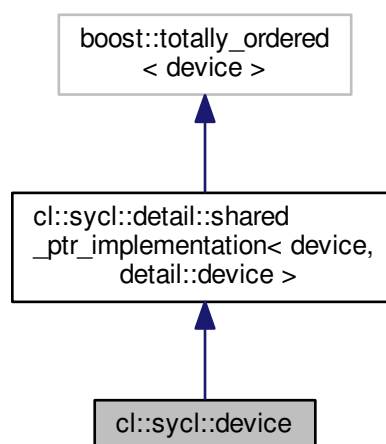 boost::totally_ordered
< device >
cl::sycl::detail::shared
_ptr_implementation< device,
detail::device >
cl::sycl::device